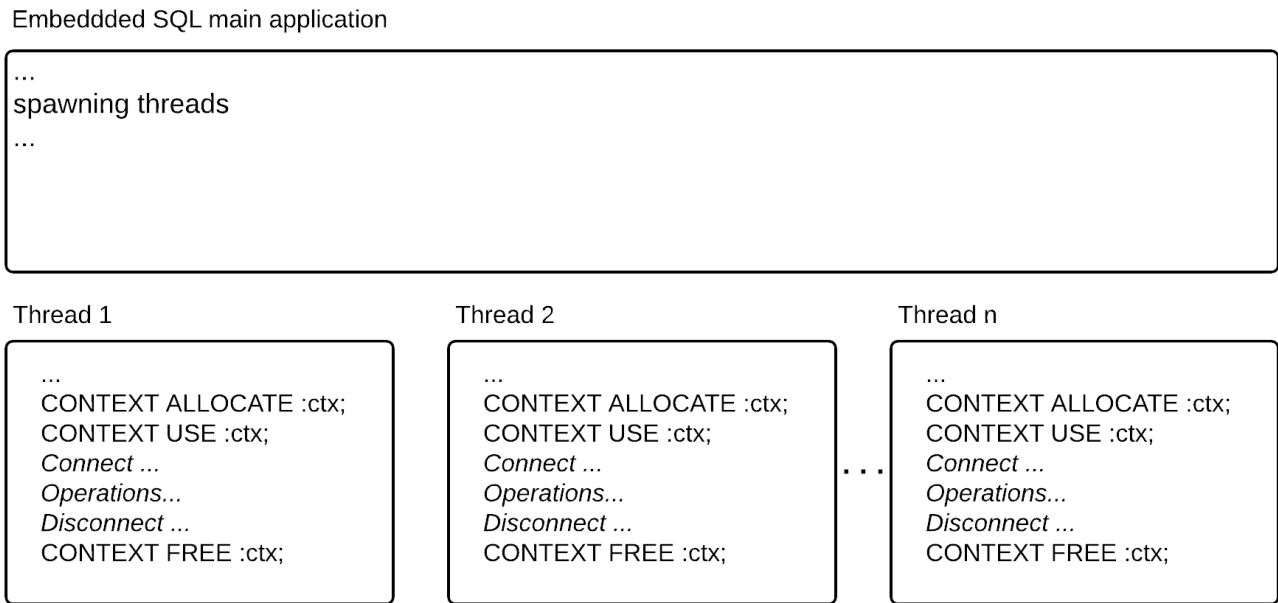 Embeddded SQL main application
...
spawning threads
...
Thread 1
...
CONTEXT ALLOCATE :ctx;
CONTEXT USE :ctx;
Connect ...
Operations...
Disconnect ...
CONTEXT FREE :ctx;
Thread 2
...
CONTEXT ALLOCATE :ctx;
CONTEXT USE :ctx;
Connect ...
Operations...
Disconnect ...
CONTEXT FREE :ctx;
...
Thread n
...
CONTEXT ALLOCATE :ctx;
CONTEXT USE :ctx;
Connect ...
Operations...
Disconnect ...
CONTEXT FREE :ctx;